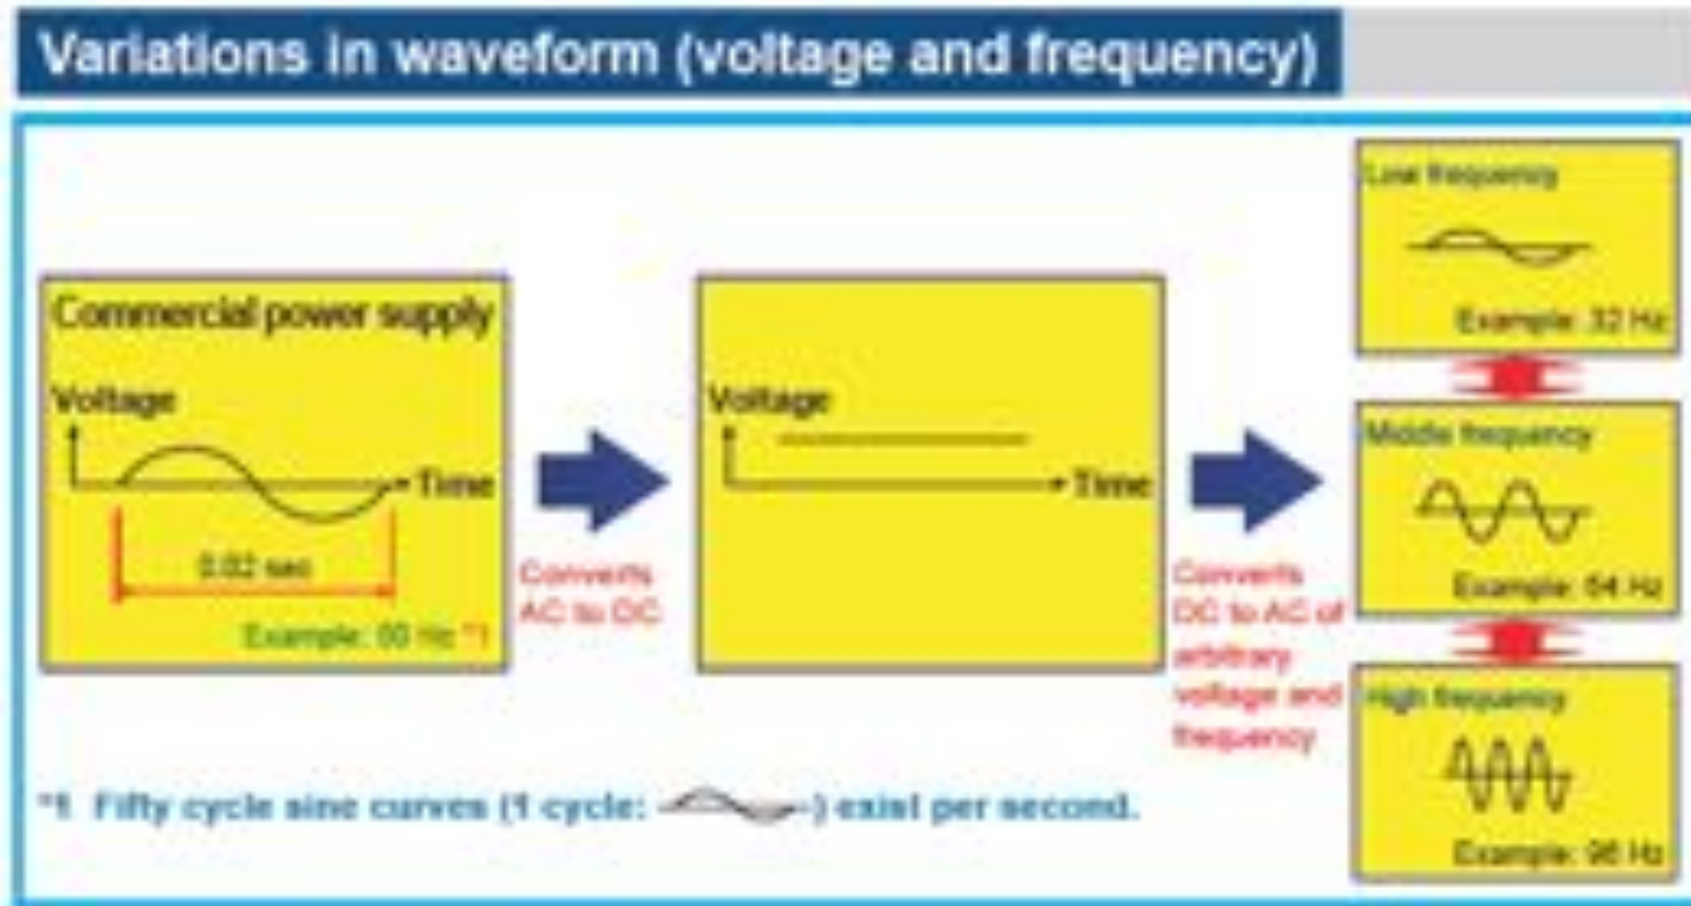 Variations in waveform (voltage and frequency)
Commercial power supply
Voltage
Time
0.02 sec
Example: 50 Hz *1
Converts
AC to DC
Voltage
Time
Converts
DC to AC of
arbitrary
voltage and
frequency
Low frequency
Example: 32 Hz
Middle frequency
Example: 64 Hz
High frequency
Example: 96 Hz
*1 Fifty cycle sine curves (1 cycle: ) exist per second.